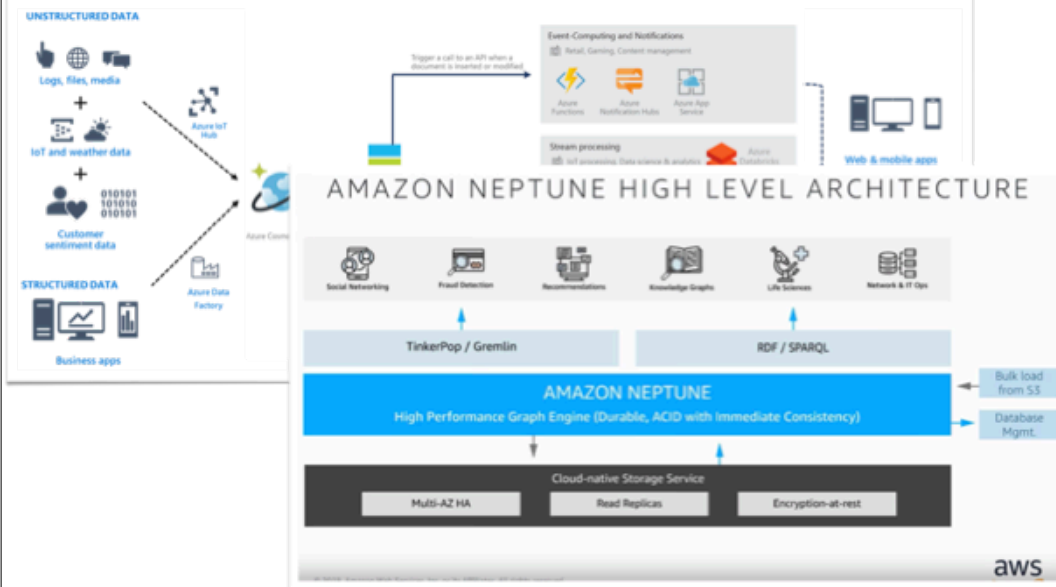 UNSTRUCTURED DATA
Logs, files, media
+
IoT and weather data
+
010101
101010
010101
Customer
sentiment data
STRUCTURED DATA
Business apps
Azure IoT
Hub
Azure Data
Factory
Azure Cosm
Trigger a call to an API when a
document is inserted or modified
Event-Computing and Notifications
Retail, Gaming, Content management
Azure
Functions
Azure
Notification Hubs
Azure App
Service
Stream processing
IoT processing, Data science & analytics
Azure
Databricks
Web & mobile apps
AMAZON NEPTUNE HIGH LEVEL ARCHITECTURE
Social Networking
Fraud Detection
Recommendations
Knowledge Graphs
Life Sciences
Network & IT Ops
TinkerPop / Gremlin
RDF / SPARQL
AMAZON NEPTUNE
High Performance Graph Engine (Durable, ACID with Immediate Consistency)
Bulk load
from S3
Database
Mgmt.
Cloud-native Storage Service
Multi-AZ HA
Read Replicas
Encryption-at-rest
aws